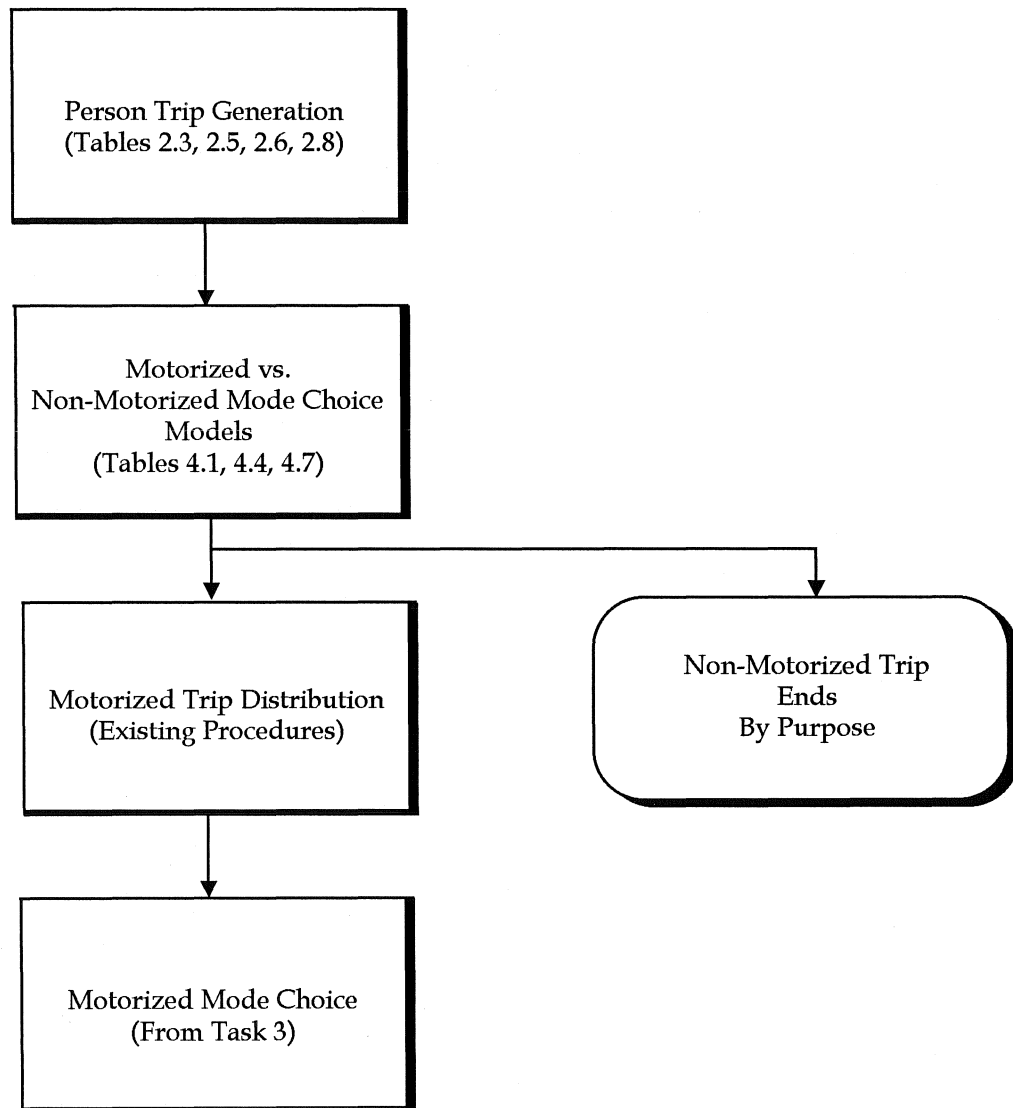 Person Trip Generation
(Tables 2.3, 2.5, 2.6, 2.8)
Motorized vs.
Non-Motorized Mode Choice
Models
(Tables 4.1, 4.4, 4.7)
Motorized Trip Distribution
(Existing Procedures)
Non-Motorized Trip
Ends
By Purpose
Motorized Mode Choice
(From Task 3)